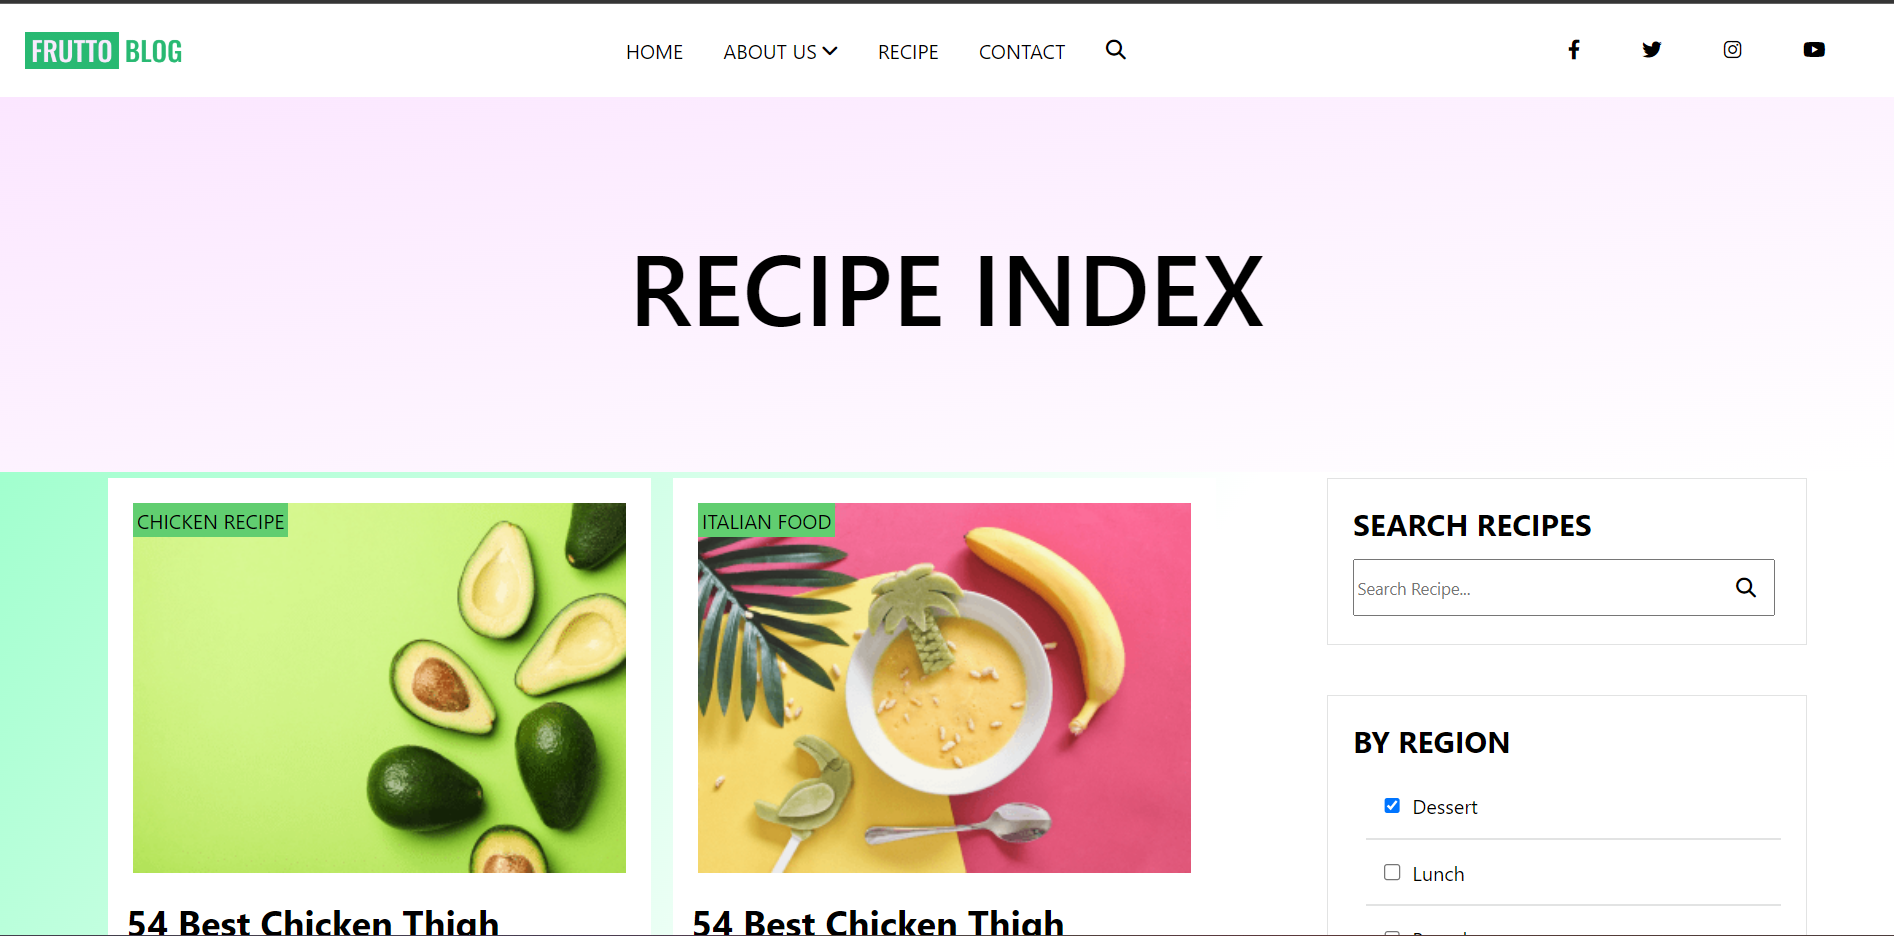 FRUTTO BLOG
HOME
ABOUT US
RECIPE
CONTACT
RECIPE INDEX
CHICKEN RECIPE
54 Best Chicken Thigh
ITALIAN FOOD
54 Best Chicken Thigh
SEARCH RECIPES
Search Recipe...
BY REGION
Dessert
Lunch